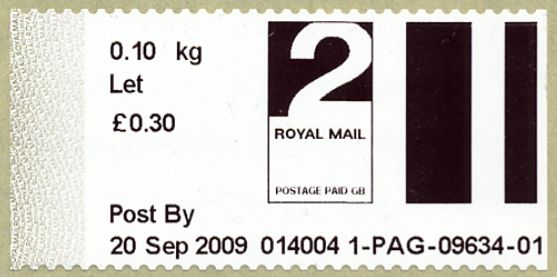 0.10 kg
Let
£0.30
2
ROYAL MAIL
POSTAGE PAID GB
Post By
20 Sep 2009 014004 1-PAG-09634-01